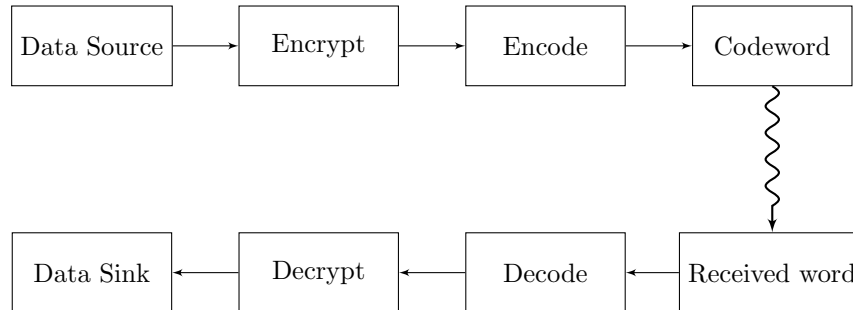 Data Source
Encrypt
Encode
Codeword
Data Sink
Decrypt
Decode
Received word